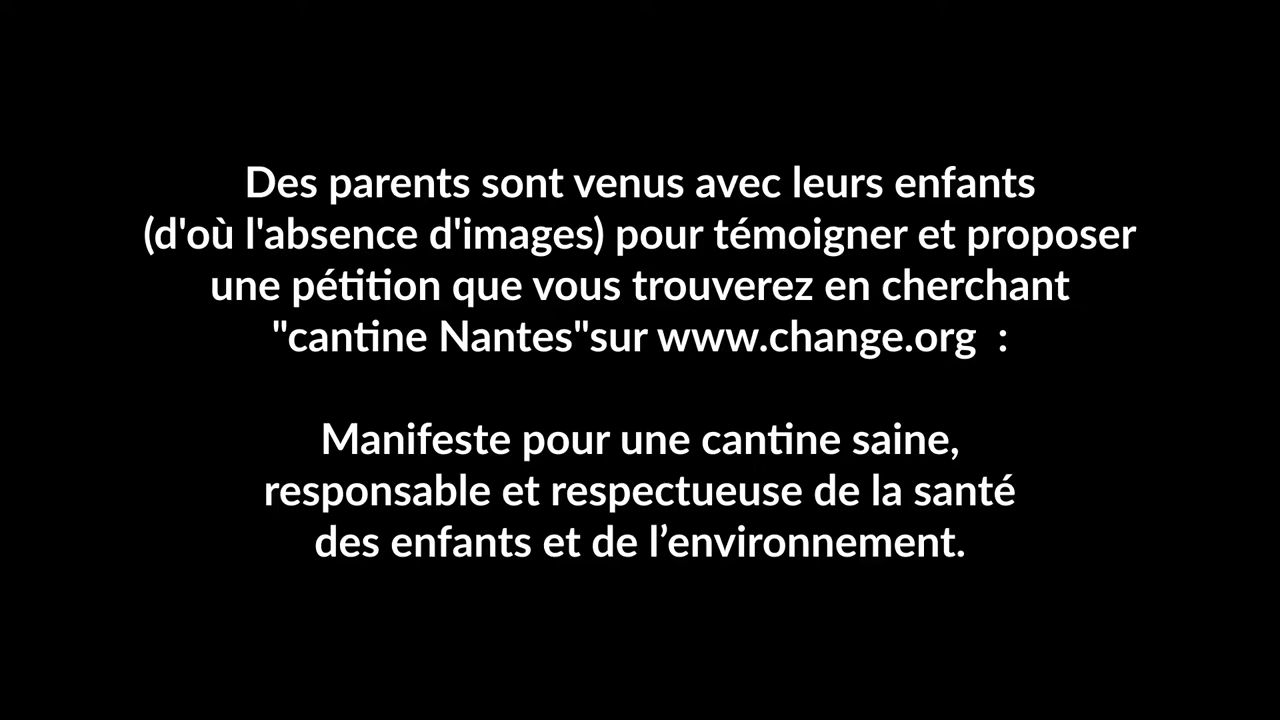 Des parents sont venus avec leurs enfants
(d'où l'absence d'images) pour témoigner et proposer
une pétition que vous trouverez en cherchant
"cantine Nantes"sur www.change.org  :
Manifeste pour une cantine saine,
responsable et respectueuse de la santé
des enfants et de l’environnement.